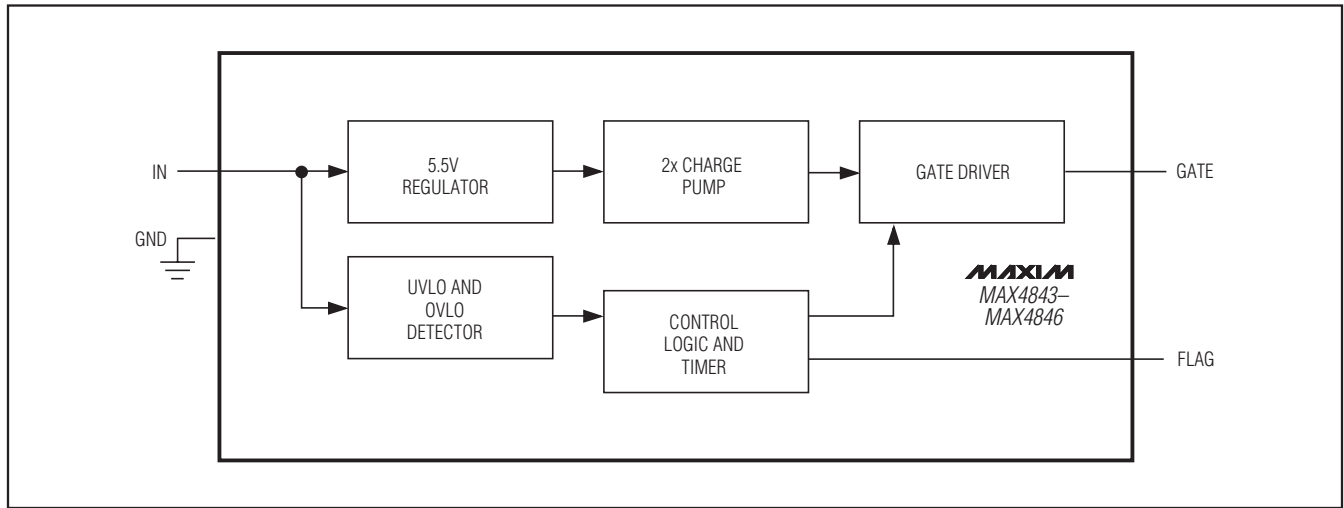 IN
GND
5.5V
REGULATOR
2x CHARGE
PUMP
GATE DRIVER
GATE
UVLO AND
OVLO
DETECTOR
CONTROL
LOGIC AND
TIMER
MAXIM
MAX4843–
MAX4846
FLAG